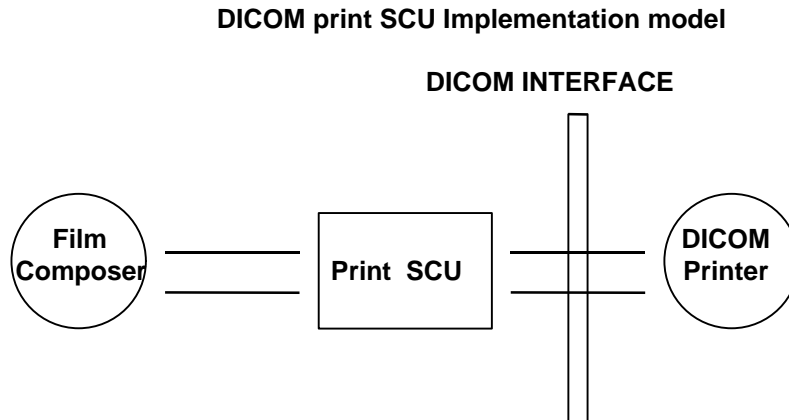 DICOM print SCU Implementation model
DICOM INTERFACE
Film
Composer
Print SCU
DICOM
Printer